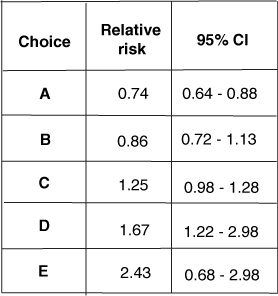 Choice Relative risk 95% CI
A 0.74 0.64 - 0.88
B 0.86 0.72 - 1.13
C 1.25 0.98 - 1.28
D 1.67 1.22 - 2.98
E 2.43 0.68 - 2.98